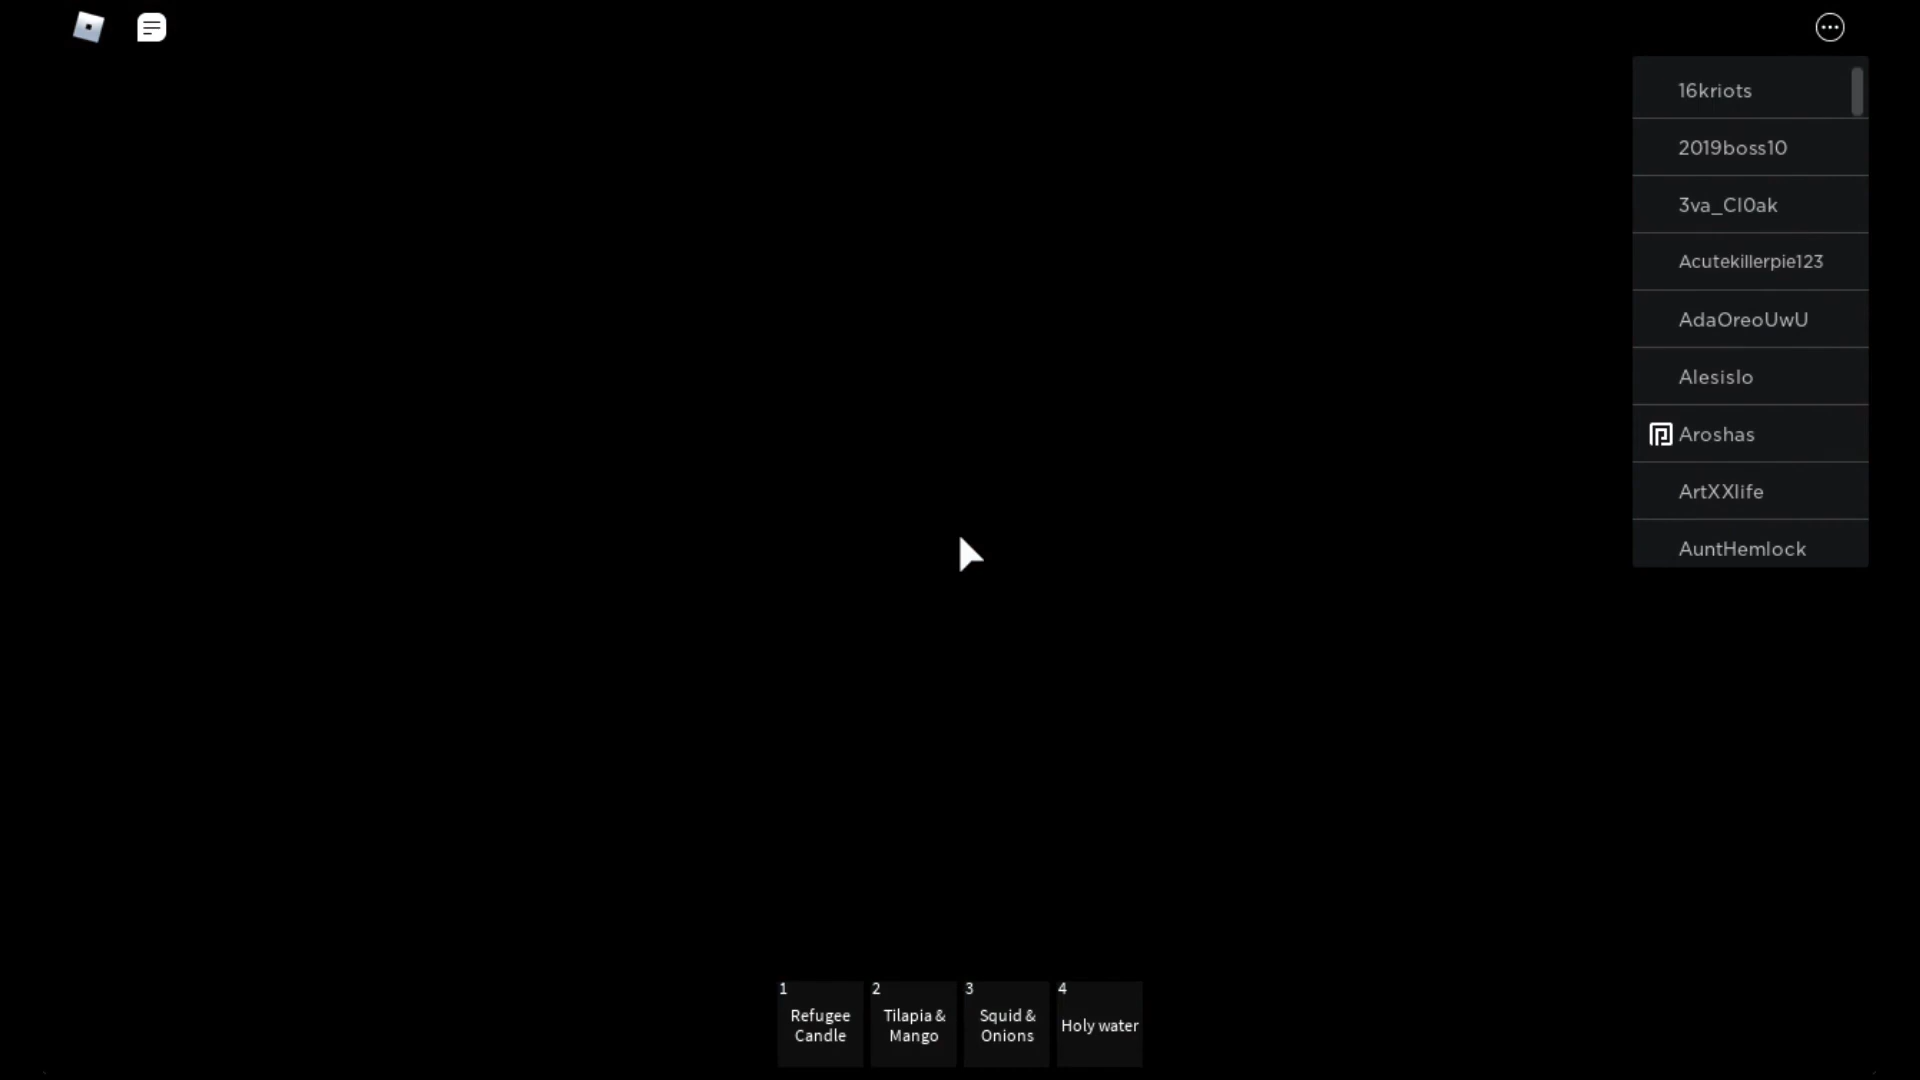 16kriots
2019boss10
3va_Cl0ak
Acutekillerpie123
AdaOreoUwU
Alesislo
Aroshas
ArtXXlife
AuntHemlock
1
Refugee
Candle
2
Tilapia &
Mango
3
Squid &
Onions
4
Holy water